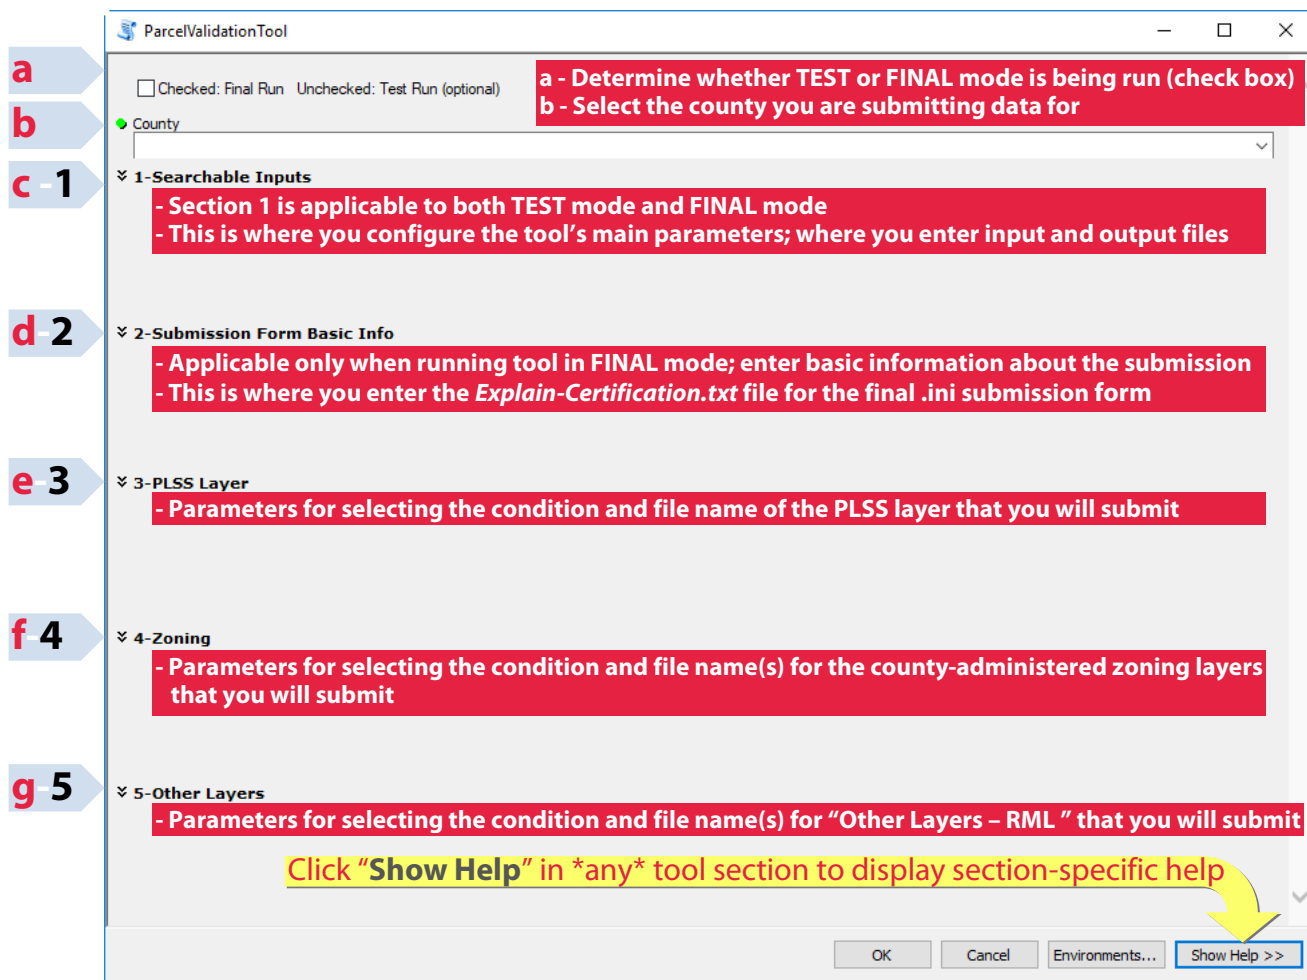 ParcelValidationTool
a
Checked: Final Run Unchecked: Test Run (optional)
a - Determine whether TEST or FINAL mode is being run (check box)
b - Select the county you are submitting data for
b
County
c - 1
1-Searchable Inputs
- Section 1 is applicable to both TEST mode and FINAL mode
- This is where you configure the tool’s main parameters; where you enter input and output files
d - 2
2-Submission Form Basic Info
- Applicable only when running tool in FINAL mode; enter basic information about the submission
- This is where you enter the Explain-Certification.txt file for the final .ini submission form
e - 3
3-PLSS Layer
- Parameters for selecting the condition and file name of the PLSS layer that you will submit
f - 4
4-Zoning
- Parameters for selecting the condition and file name(s) for the county-administered zoning layers
that you will submit
g - 5
5-Other Layers
- Parameters for selecting the condition and file name(s) for “Other Layers – RML ” that you will submit
Click “Show Help” in *any* tool section to display section-specific help
OK Cancel Environments... Show Help >>